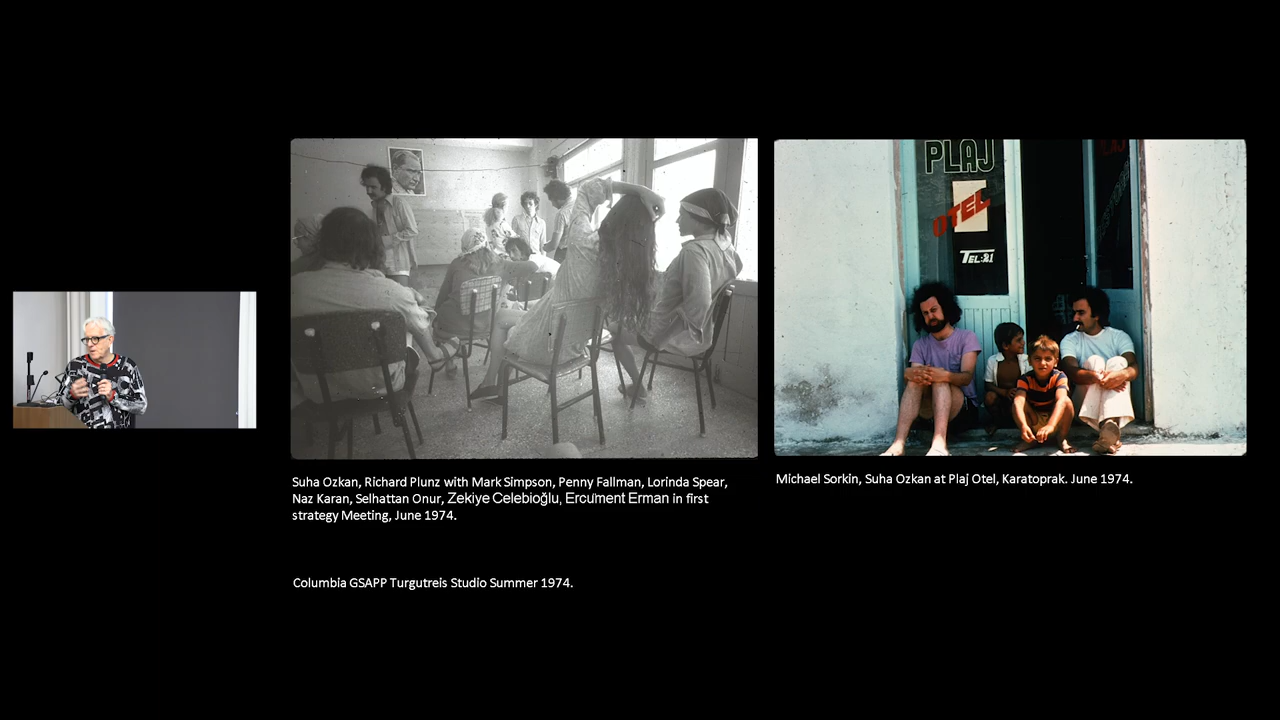 PLAJ
OTEL
TEL:21
Suha Ozkan, Richard Plunz with Mark Simpson, Penny Fallman, Lorinda Spear,
Naz Karan, Selhattan Onur, Zekiye Celebioğlu, Ercüment Erman in first
strategy Meeting, June 1974.
Michael Sorkin, Suha Ozkan at Plaj Otel, Karatoprak. June 1974.
Columbia GSAPP Turgutreis Studio Summer 1974.